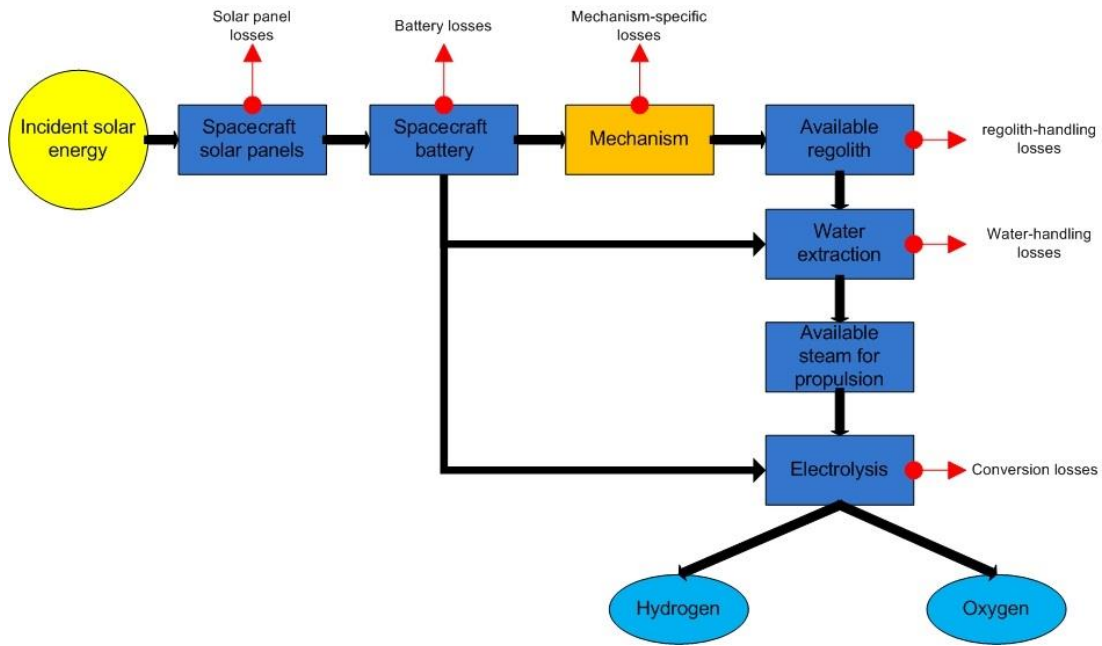 Solar panel
losses
Battery losses
Mechanism-specific
losses
Incident solar
energy
Spacecraft
solar panels
Spacecraft
battery
Mechanism
Available
regolith
regolith-handling
losses
Water
extraction
Water-handling
losses
Available
steam for
propulsion
Electrolysis
Conversion losses
Hydrogen
Oxygen